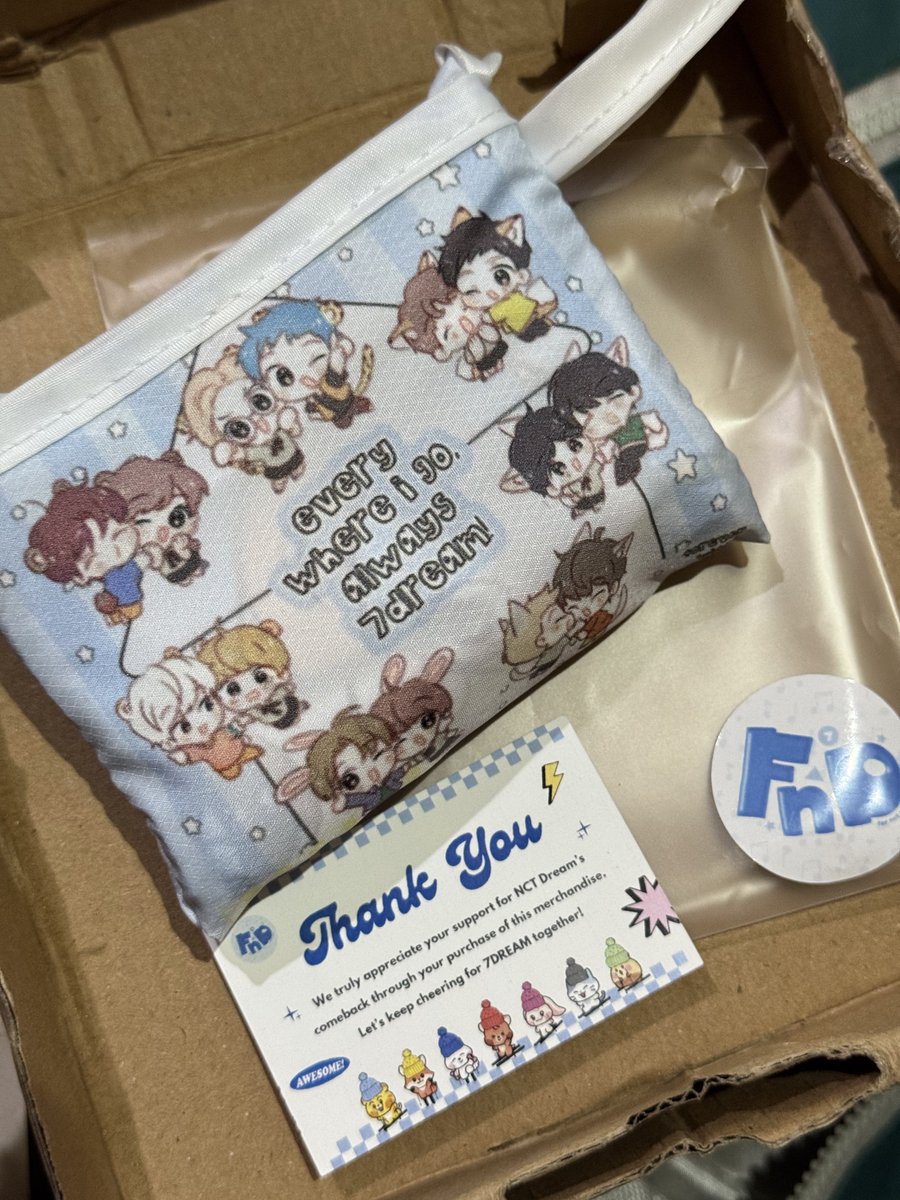 every
where i go,
always
7dream!
Thank You
FnD
We truly appreciate your support for NCT Dream's
comeback through your purchase of this merchandise.
Let's keep cheering for 7DREAM together!
AWESOME!
FnD